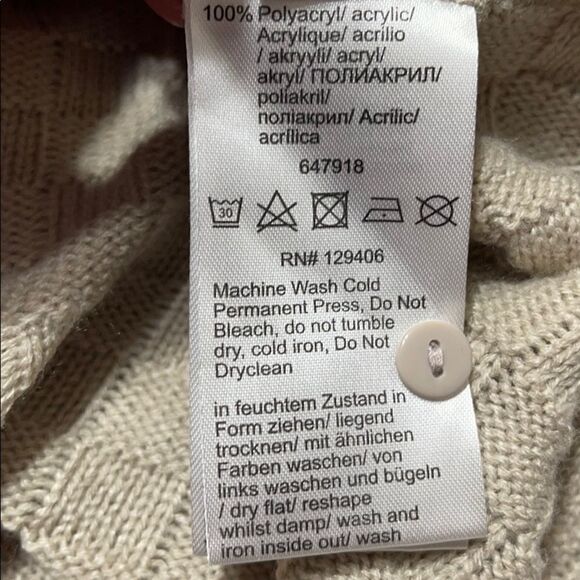 100% Polyacryl/ acrylic/
Acrylique/ acrilio
/ akryyli/ acryl/
akryl/ ПОЛИАКРИЛ/
poliakril/
поліакрил/ Acrilic/
acrílica
647918
30
RN# 129406
Machine Wash Cold
Permanent Press, Do Not
Bleach, do not tumble
dry, cold iron, Do Not
Dryclean
in feuchtem Zustand in
Form ziehen/ liegend
trocknen/ mit ähnlichen
Farben waschen/ von
links waschen und bügeln
/ dry flat/ reshape
whilst damp/ wash and
iron inside out/ wash